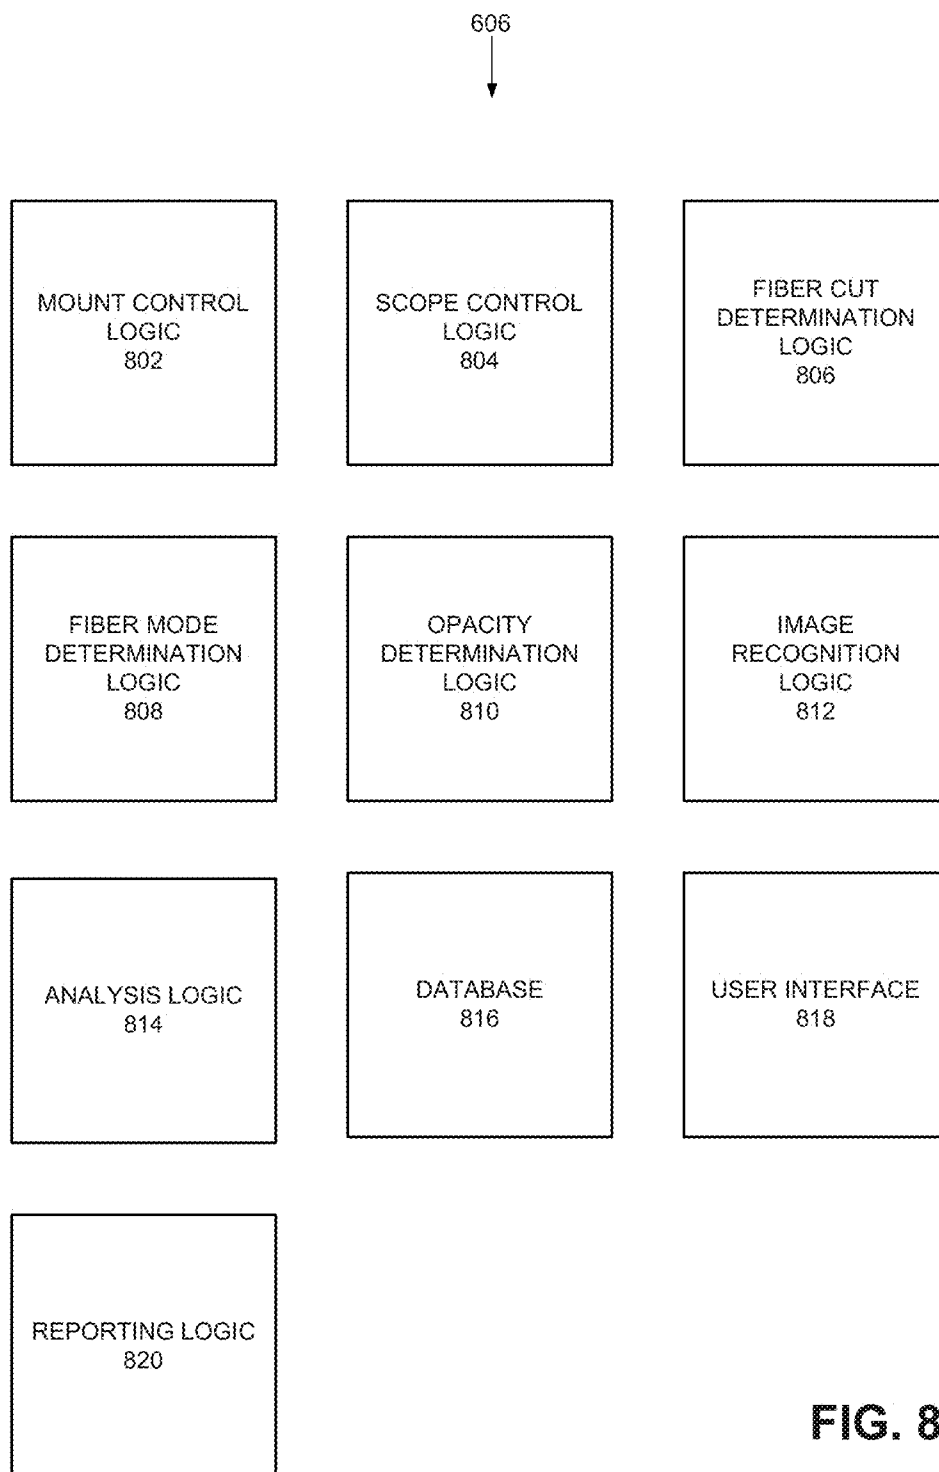 606
MOUNT CONTROL
LOGIC
802
SCOPE CONTROL
LOGIC
804
FIBER CUT
DETERMINATION
LOGIC
806
FIBER MODE
DETERMINATION
LOGIC
808
OPACITY
DETERMINATION
LOGIC
810
IMAGE
RECOGNITION
LOGIC
812
ANALYSIS LOGIC
814
DATABASE
816
USER INTERFACE
818
REPORTING LOGIC
820
FIG. 8